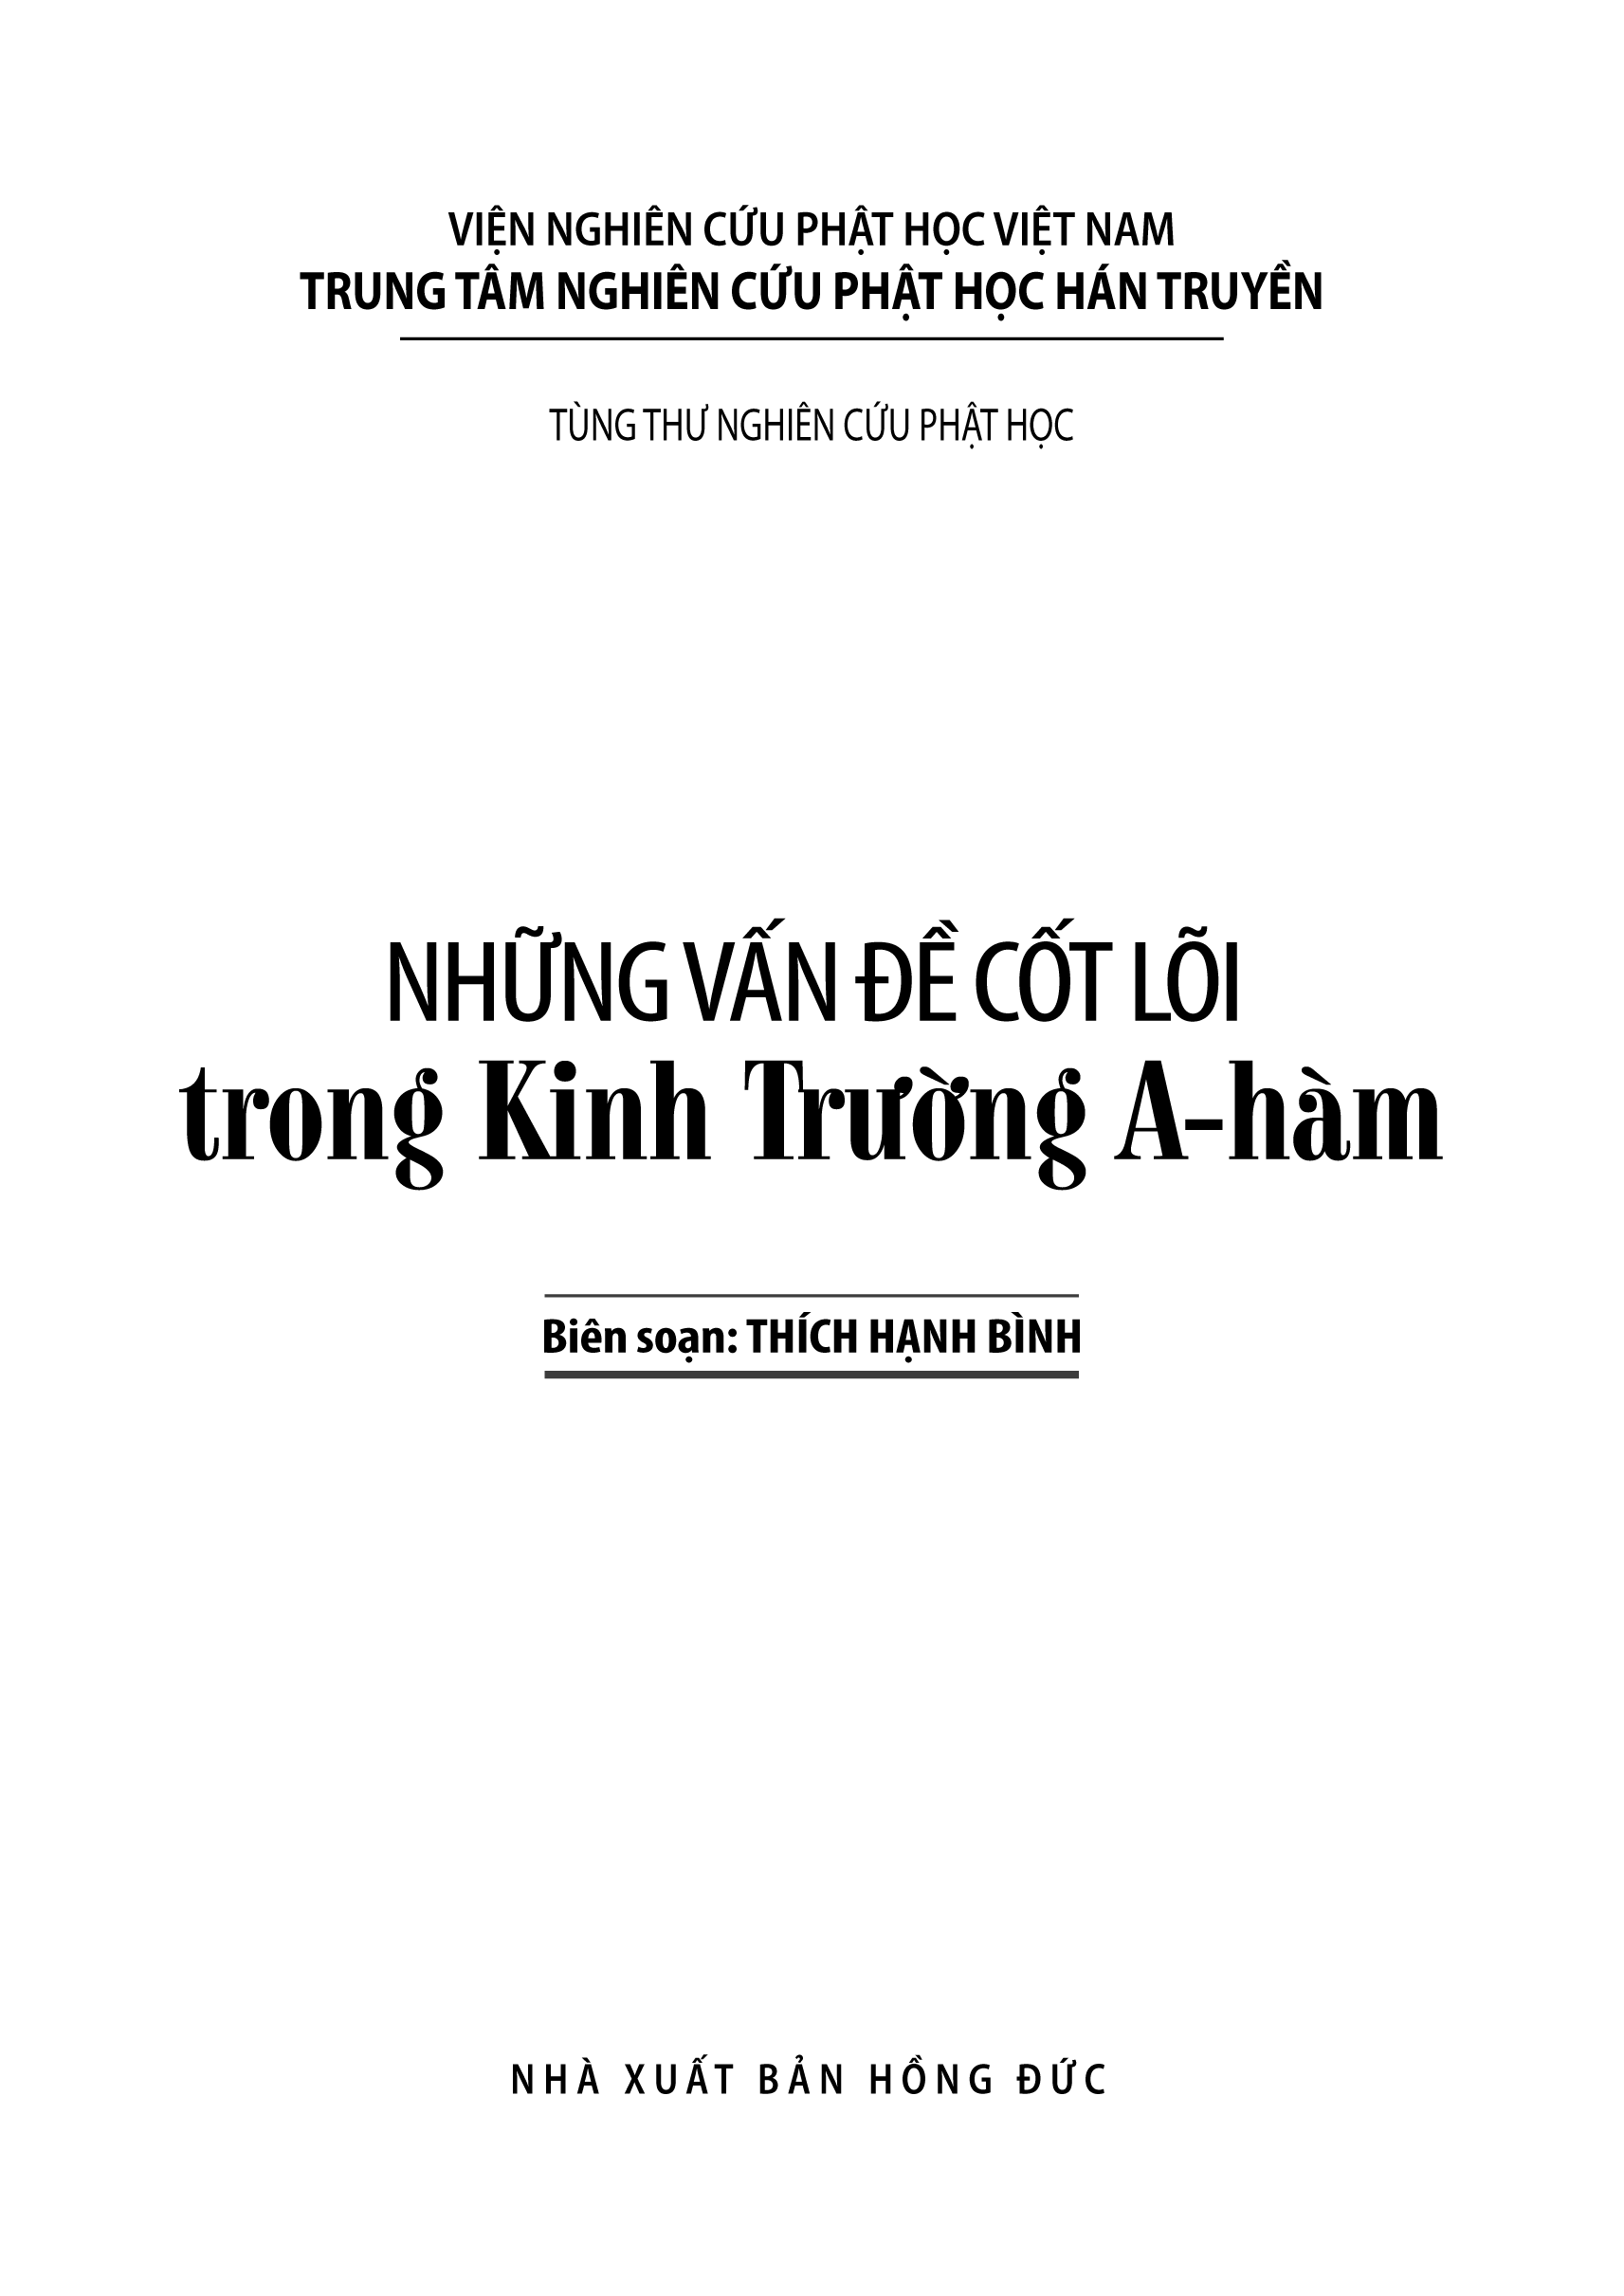 VIỆN NGHIÊN CỨU PHẬT HỌC VIỆT NAM
TRUNG TÂM NGHIÊN CỨU PHẬT HỌC HÁN TRUYỀN
TÙNG THƯ NGHIÊN CỨU PHẬT HỌC
NHỮNG VẤN ĐỀ CỐT LÕI
trong Kinh Trường A-hàm
Biên soạn: THÍCH HẠNH BÌNH
NHÀ XUẤT BẢN HỒNG ĐỨC